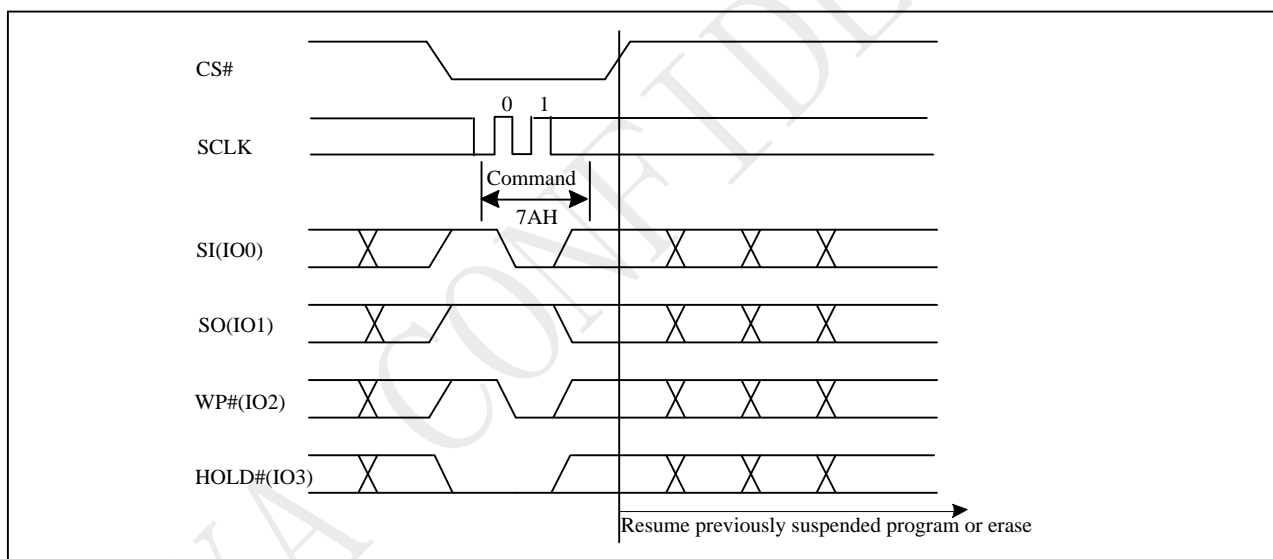 CS#
0 1
SCLK
Command
7AH
SI(IO0)
SO(IO1)
WP#(IO2)
HOLD#(IO3)
Resume previously suspended program or erase